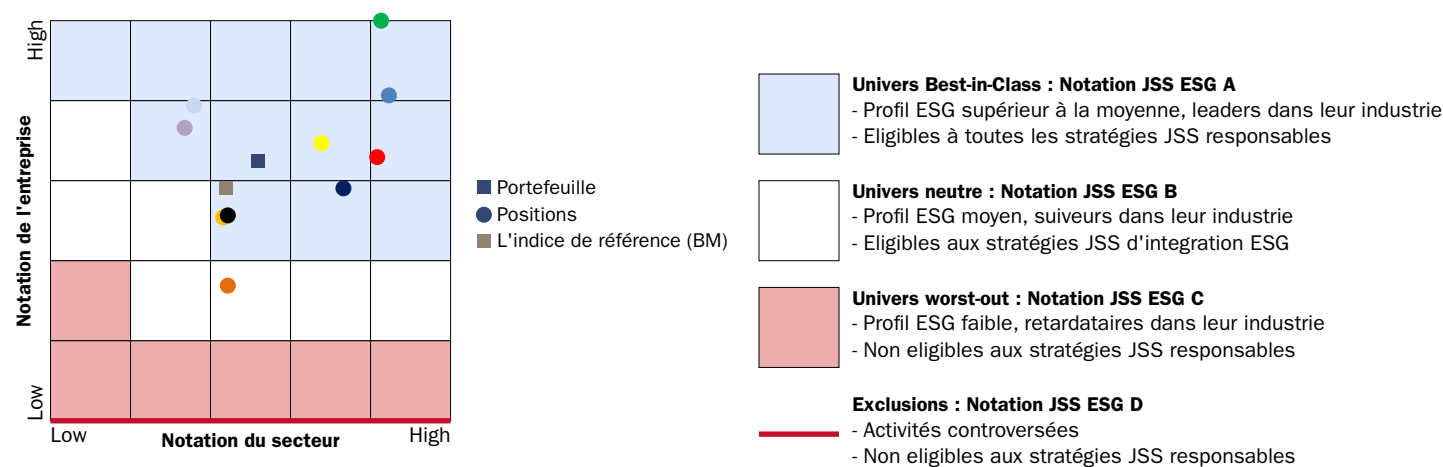 High
Notation de l'entreprise
Low
Low
Notation du secteur
High
Portefeuille
Positions
L'indice de référence (BM)
Univers Best-in-Class : Notation JSS ESG A
- Profil ESG supérieur à la moyenne, leaders dans leur industrie
- Eligibles à toutes les stratégies JSS responsables
Univers neutre : Notation JSS ESG B
- Profil ESG moyen, suiveurs dans leur industrie
- Eligibles aux stratégies JSS d'integration ESG
Univers worst-out : Notation JSS ESG C
- Profil ESG faible, retardataires dans leur industrie
- Non eligibles aux stratégies JSS responsables
Exclusions : Notation JSS ESG D
- Activités controversées
- Non eligibles aux stratégies JSS responsables